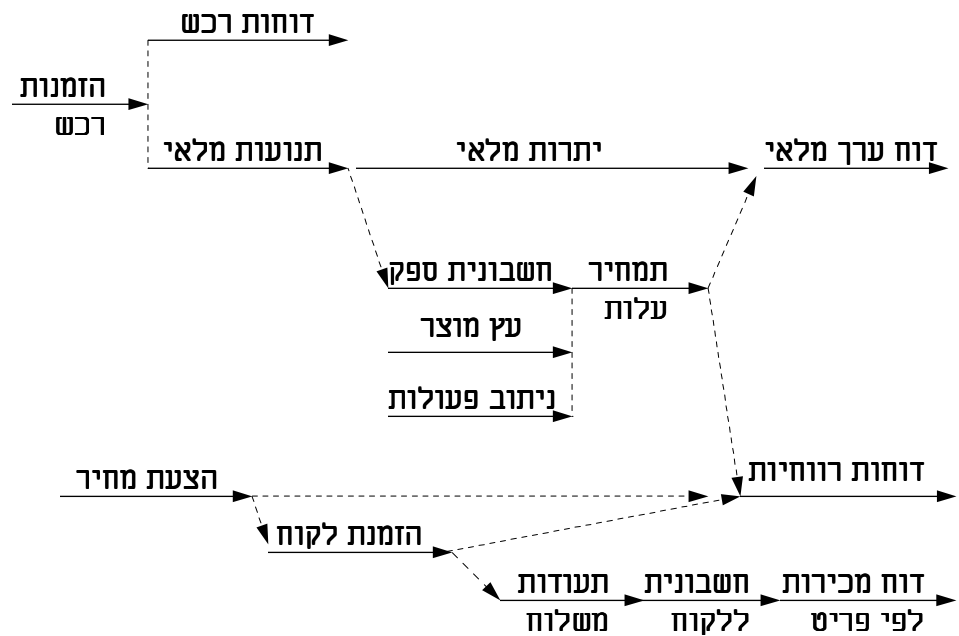 דוחות רכש
הזמנות
רכש
תנועות מלאי
יתרות מלאי
דוח ערך מלאי
חשבונית ספק
תמחיר
עלות
עץ מוצר
ניתוב פעולות
הצעת מחיר
דוחות רווחיות
הזמנת לקוח
תעודות
משלוח
חשבונית
ללקוח
דוח מכירות
לפי פריט